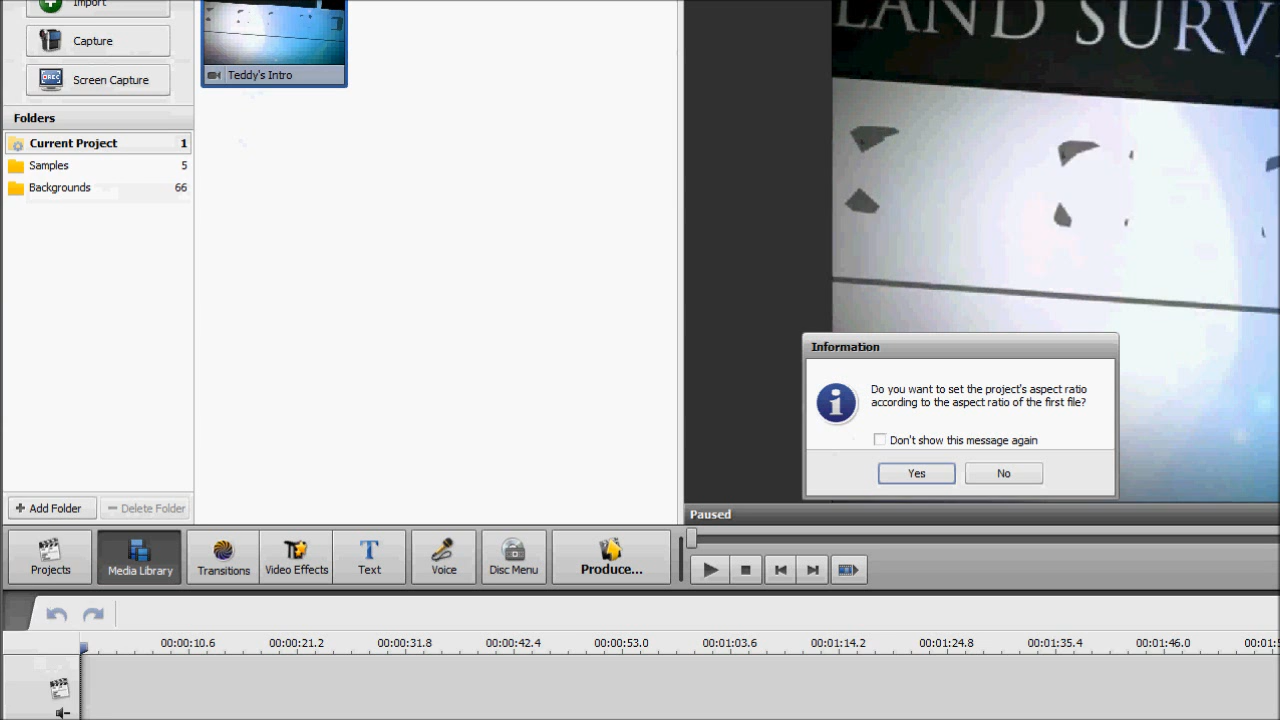 Import
Capture
Screen Capture
Teddy's Intro
LAND SURV
Folders
Current Project 1
Samples 5
Backgrounds 66
Information
Do you want to set the project's aspect ratio
according to the aspect ratio of the first file?
Don't show this message again
Yes No
Add Folder Delete Folder
Paused
Projects Media Library Transitions Video Effects Text Voice Disc Menu Produce...
00:00:10.6 00:00:21.2 00:00:31.8 00:00:42.4 00:00:53.0 00:01:03.6 00:01:14.2 00:01:24.8 00:01:35.4 00:01:46.0